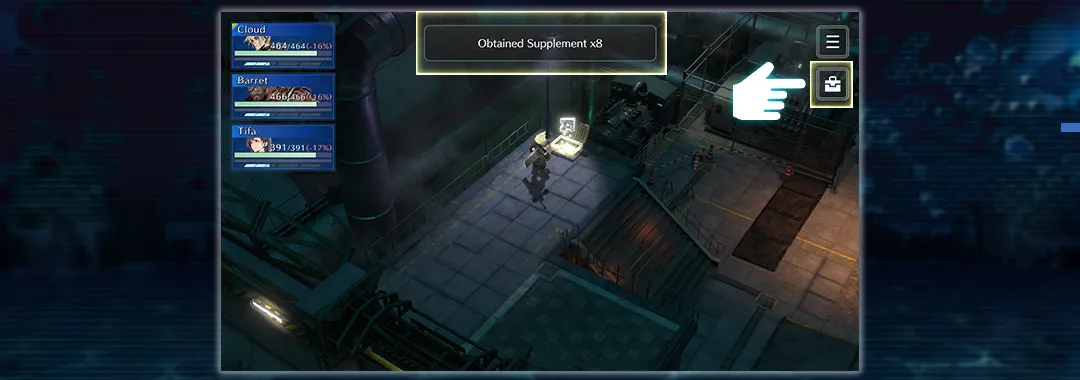 Cloud
464/464(-16%)
Barret
466/466(-16%)
Tifa
391/391(-17%)
Obtained Supplement x8